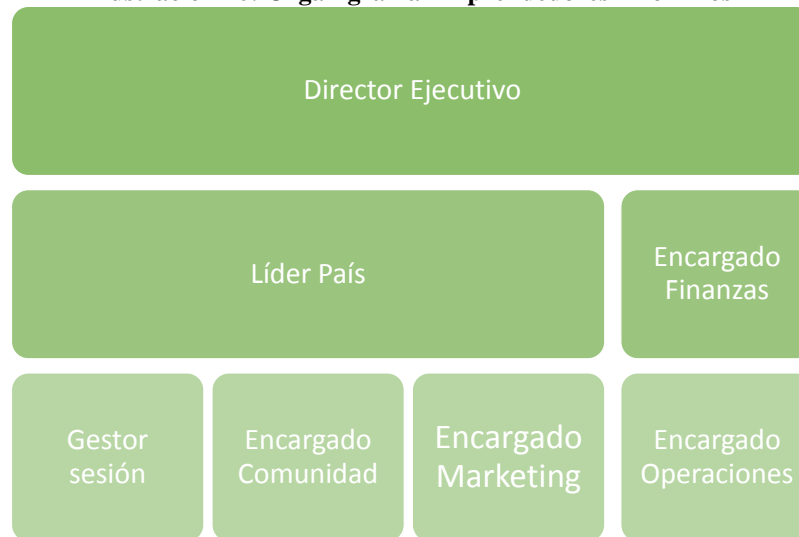 Director Ejecutivo
Líder País
Encargado
Finanzas
Gestor
sesión
Encargado
Comunidad
Encargado
Marketing
Encargado
Operaciones